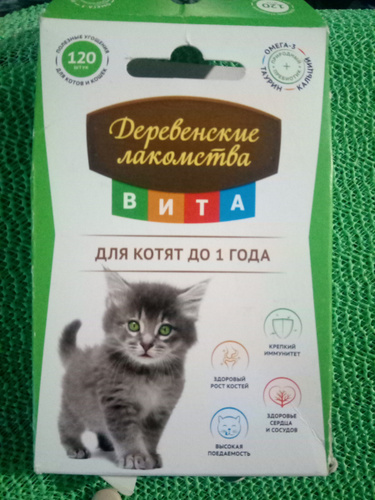 ПОЛЕЗНЫЕ УГОЩЕНИЯ
120
ШТУК
ДЛЯ КОТОВ И КОШЕК
120
ОМЕГА-3
ТАУРИН
КАЛЬЦИЙ
Деревенские
лакомства
ВИТА
ДЛЯ КОТЯТ ДО 1 ГОДА
КРЕПКИЙ
ИММУНИТЕТ
ЗДОРОВЫЙ
РОСТ КОСТЕЙ
ЗДОРОВЬЕ
СЕРДЦА
И СОСУДОВ
ВЫСОКАЯ
ПОЕДАЕМОСТЬ